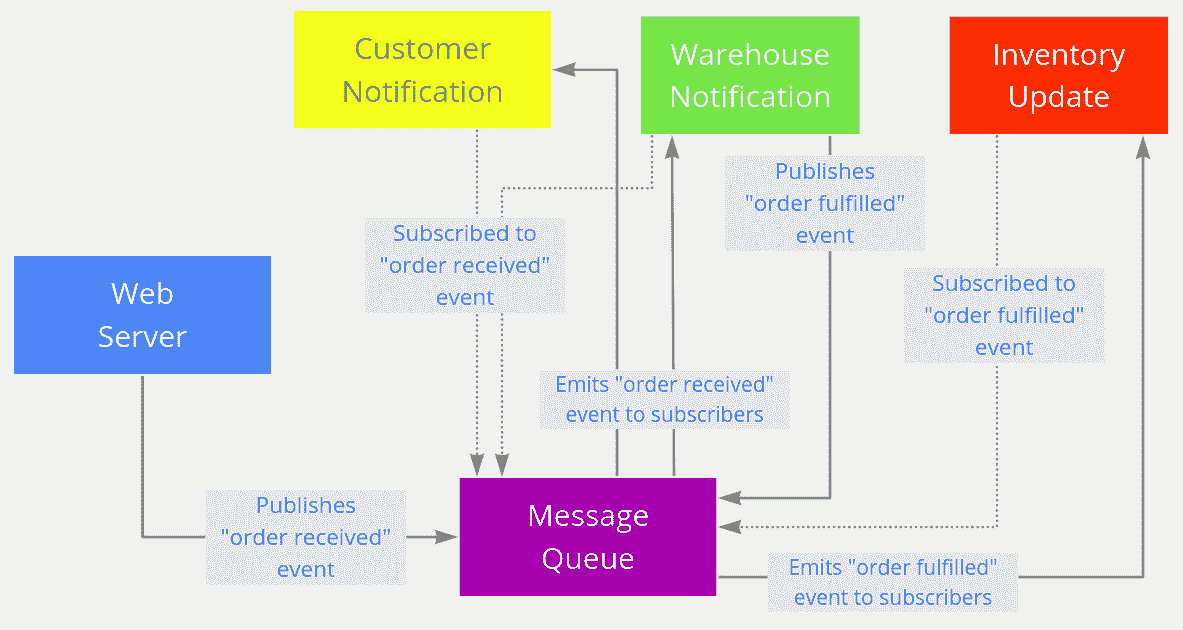 Customer
Notification
Warehouse
Notification
Inventory
Update
Publishes
"order fulfilled"
event
Subscribed to
"order received"
event
Web
Server
Subscribed to
"order fulfilled"
event
Emits "order received"
event to subscribers
Publishes
"order received"
event
Message
Queue
Emits "order fulfilled"
event to subscribers